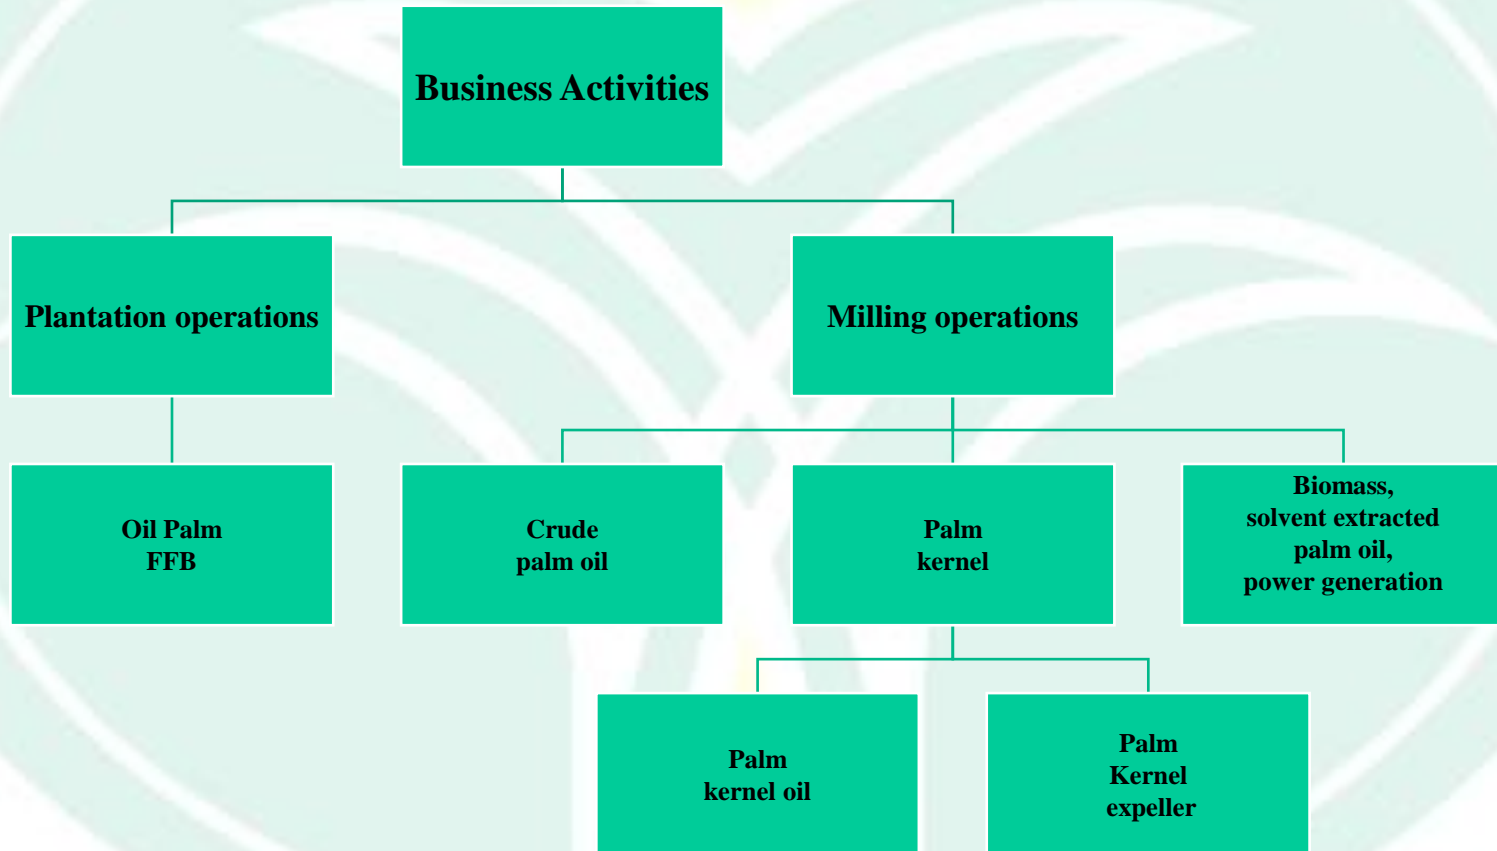 Business Activities
Plantation operations
Milling operations
Oil Palm
FFB
Crude
palm oil
Palm
kernel
Biomass,
solvent extracted
palm oil,
power generation
Palm
kernel oil
Palm
Kernel
expeller